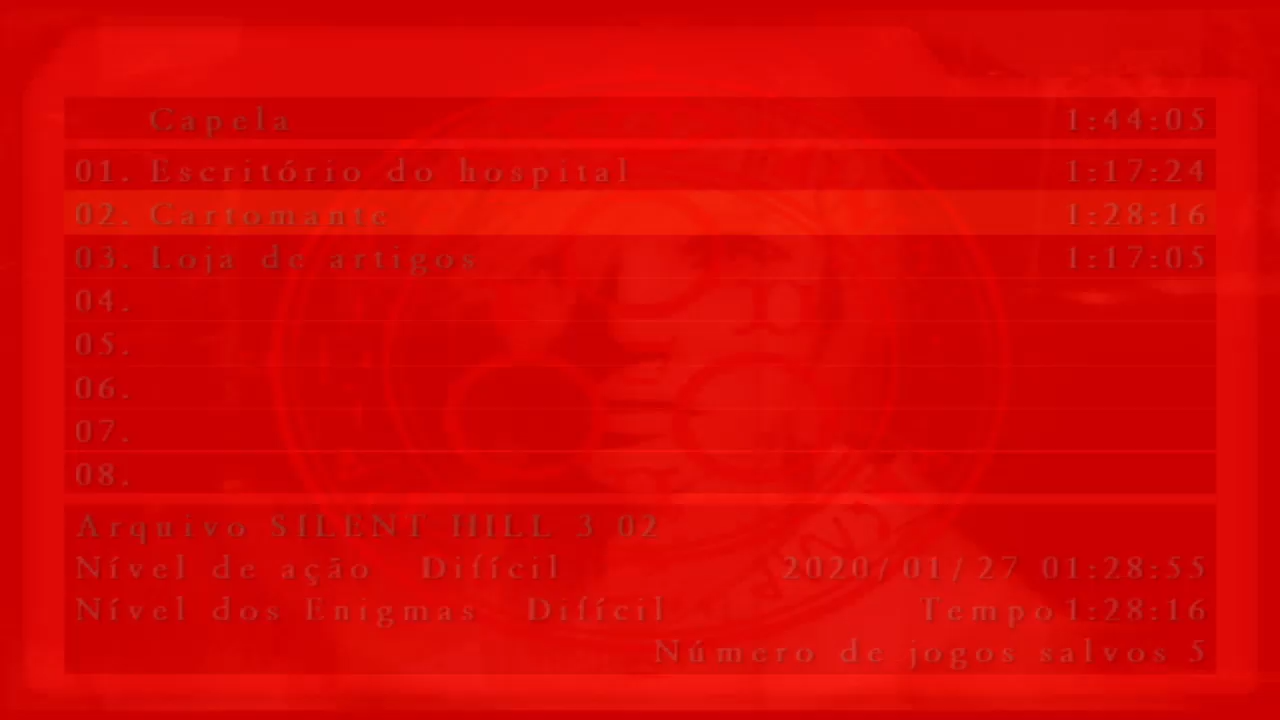 Capela 1:44:05
01. Escritório do hospital 1:17:24
02. Cartomante 1:28:16
03. Loja de artigos 1:17:05
04.
05.
06.
07.
08.
Arquivo SILENT HILL 3 02
Nível de ação Difícil 2020/01/27 01:28:55
Nível dos Enigmas Difícil Tempo 1:28:16
Número de jogos salvos 5